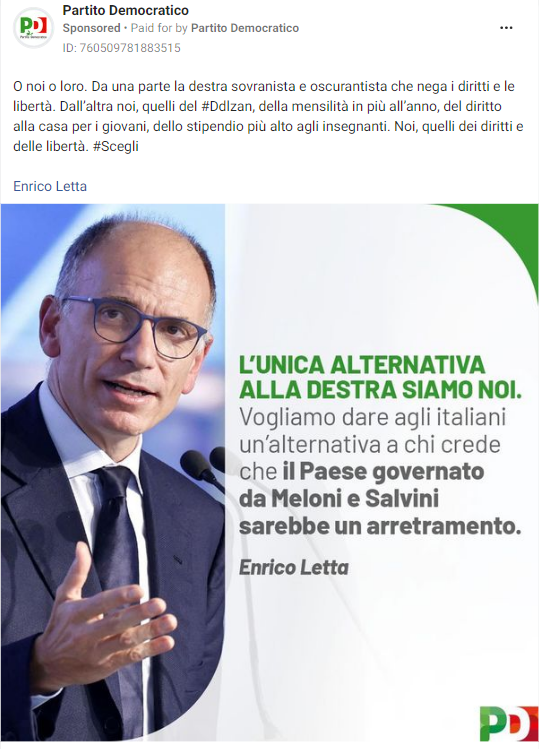 Partito Democratico
Sponsored • Paid for by Partito Democratico
ID: 760509781883515
O noi o loro. Da una parte la destra sovranista e oscurantista che nega i diritti e le
libertà. Dall'altra noi, quelli del #Ddlzan, della mensilità in più all'anno, del diritto
alla casa per i giovani, dello stipendio più alto agli insegnanti. Noi, quelli dei diritti e
delle libertà. #Scegli
Enrico Letta
L'UNICA ALTERNATIVA
ALLA DESTRA SIAMO NOI.
Vogliamo dare agli italiani
un'alternativa a chi crede
che il Paese governato
da Meloni e Salvini
sarebbe un arretramento.
Enrico Letta
PD